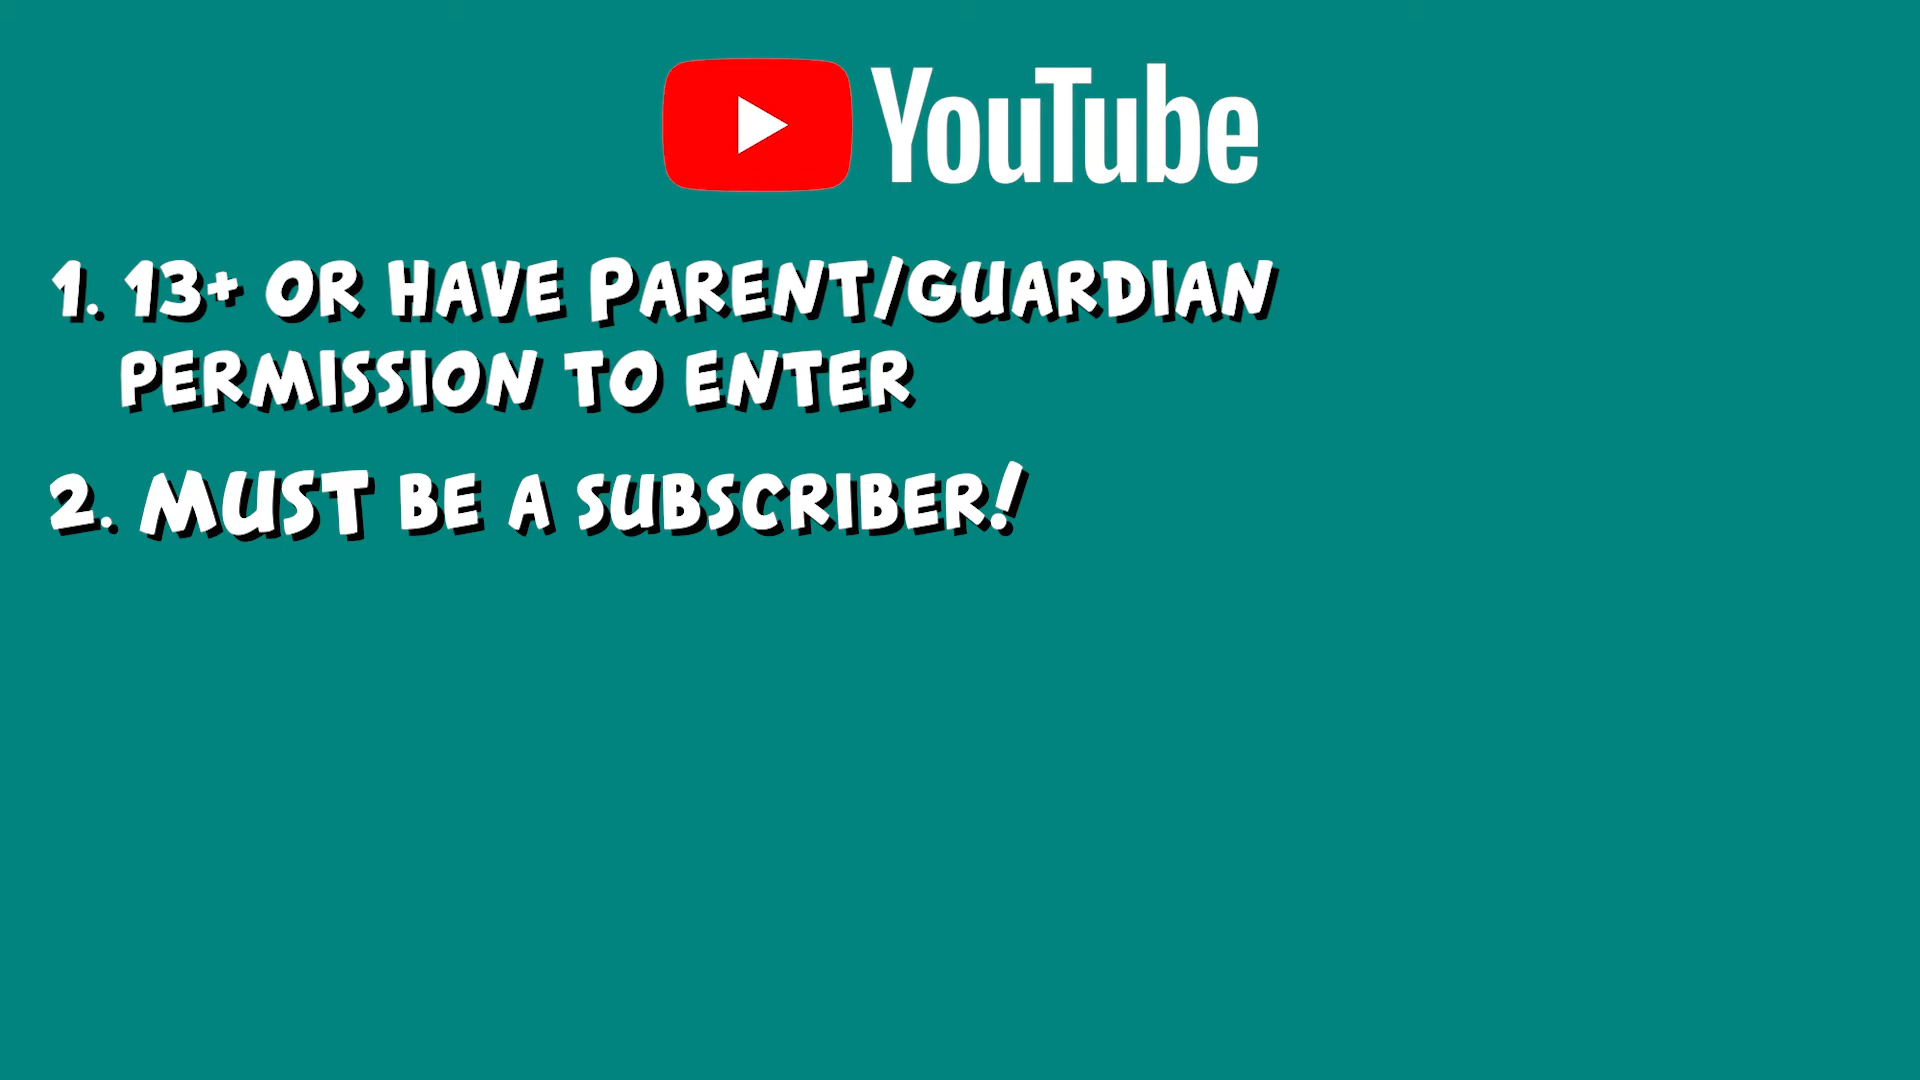 YouTube
1. 13+ OR HAVE PARENT/GUARDIAN
PERMISSION TO ENTER
2. MUST BE A SUBSCRIBER!